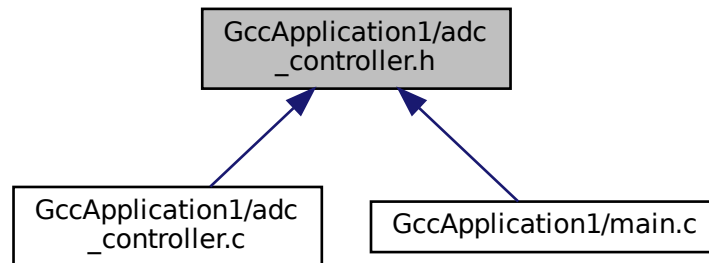 GccApplication1/adc
_controller.h
GccApplication1/adc
_controller.c
GccApplication1/main.c